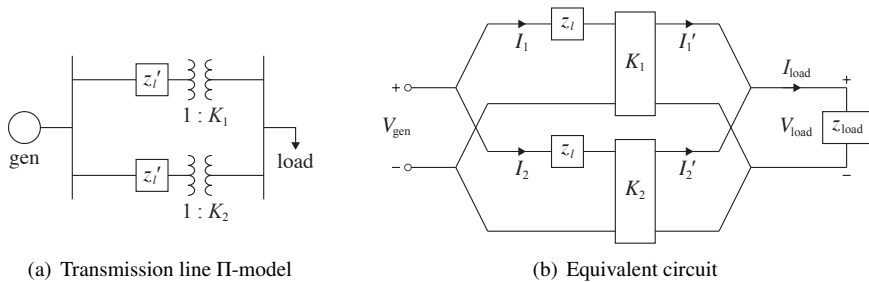 z_l'
1 : K_1
gen
load
z_l'
1 : K_2
(a) Transmission line Π-model
I_1
z_l
K_1
I_1'
I_load
+
+
V_gen
V_load
z_load
−
−
I_2
z_l
K_2
I_2'
(b) Equivalent circuit